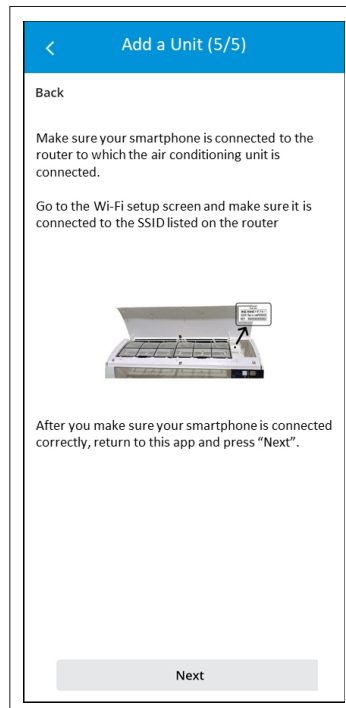 Add a Unit (5/5)
Back
Make sure your smartphone is connected to the
router to which the air conditioning unit is
connected.
Go to the Wi-Fi setup screen and make sure it is
connected to the SSID listed on the router
After you make sure your smartphone is connected
correctly, return to this app and press “Next”.
Next